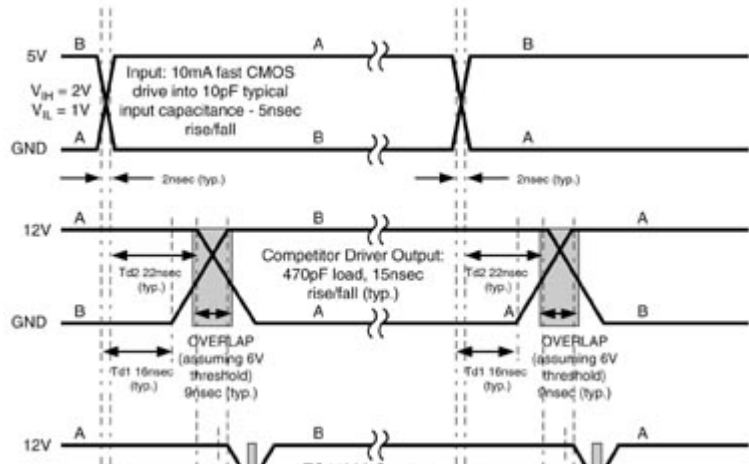 B A B
5V
Input: 10mA fast CMOS
drive into 10pF typical
input capacitance - 5nsec
rise/fall
VIH = 2V
VIL = 1V
A B A
GND
2nsec (typ.) 2nsec (typ.)
A B A
12V
Competitor Driver Output:
470pF load, 15nsec
rise/fall (typ.)
Td2 22nsec
(typ.)
Td2 22nsec
(typ.)
B A A B
GND
OVERLAP
(assuming 6V
threshold)
9nsec (typ.)
Td1 16nsec
(typ.)
OVERLAP
(assuming 6V
threshold)
9nsec (typ.)
Td1 16nsec
(typ.)
A B A
12V